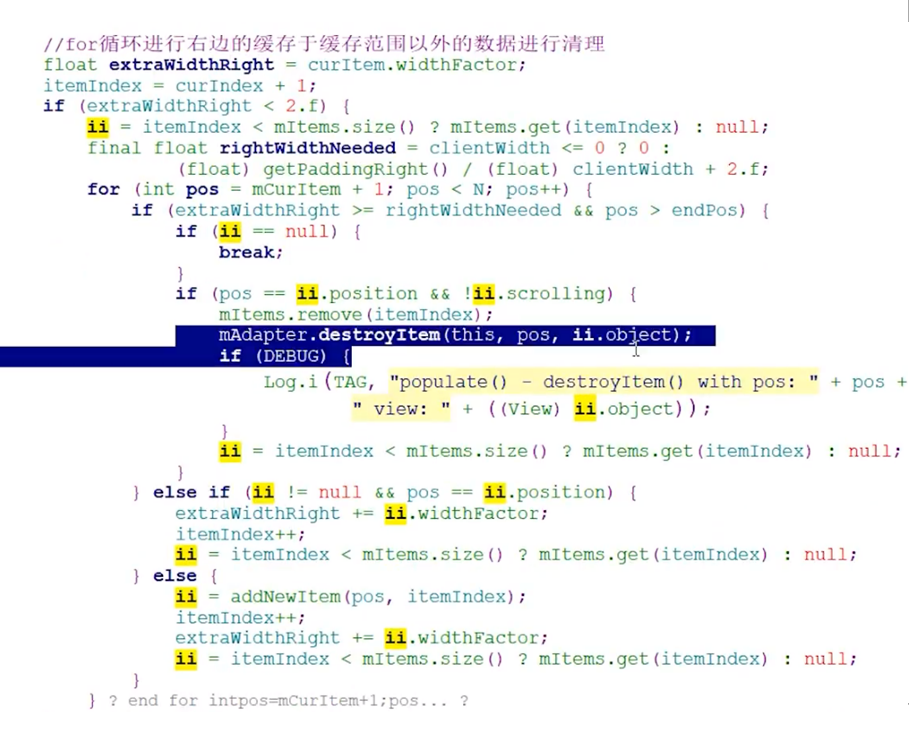 //for循环进行右边的缓存于缓存范围以外的数据进行清理
float extraWidthRight = curItem.widthFactor;
itemIndex = curIndex + 1;
if (extraWidthRight < 2.f) {
    ii = itemIndex < mItems.size() ? mItems.get(itemIndex) : null;
    final float rightWidthNeeded = clientWidth <= 0 ? 0 :
            (float) getPaddingRight() / (float) clientWidth + 2.f;
    for (int pos = mCurItem + 1; pos < N; pos++) {
        if (extraWidthRight >= rightWidthNeeded && pos > endPos) {
            if (ii == null) {
                break;
            }
            if (pos == ii.position && !ii.scrolling) {
                mItems.remove(itemIndex);
                mAdapter.destroyItem(this, pos, ii.object);
                if (DEBUG) {
                    Log.i(TAG, "populate() - destroyItem() with pos: " + pos +
                            " view: " + ((View) ii.object));
                }
                ii = itemIndex < mItems.size() ? mItems.get(itemIndex) : null;
            }
        } else if (ii != null && pos == ii.position) {
            extraWidthRight += ii.widthFactor;
            itemIndex++;
            ii = itemIndex < mItems.size() ? mItems.get(itemIndex) : null;
        } else {
            ii = addNewItem(pos, itemIndex);
            itemIndex++;
            extraWidthRight += ii.widthFactor;
            ii = itemIndex < mItems.size() ? mItems.get(itemIndex) : null;
        }
    } ? end for intpos=mCurItem+1;pos... ?